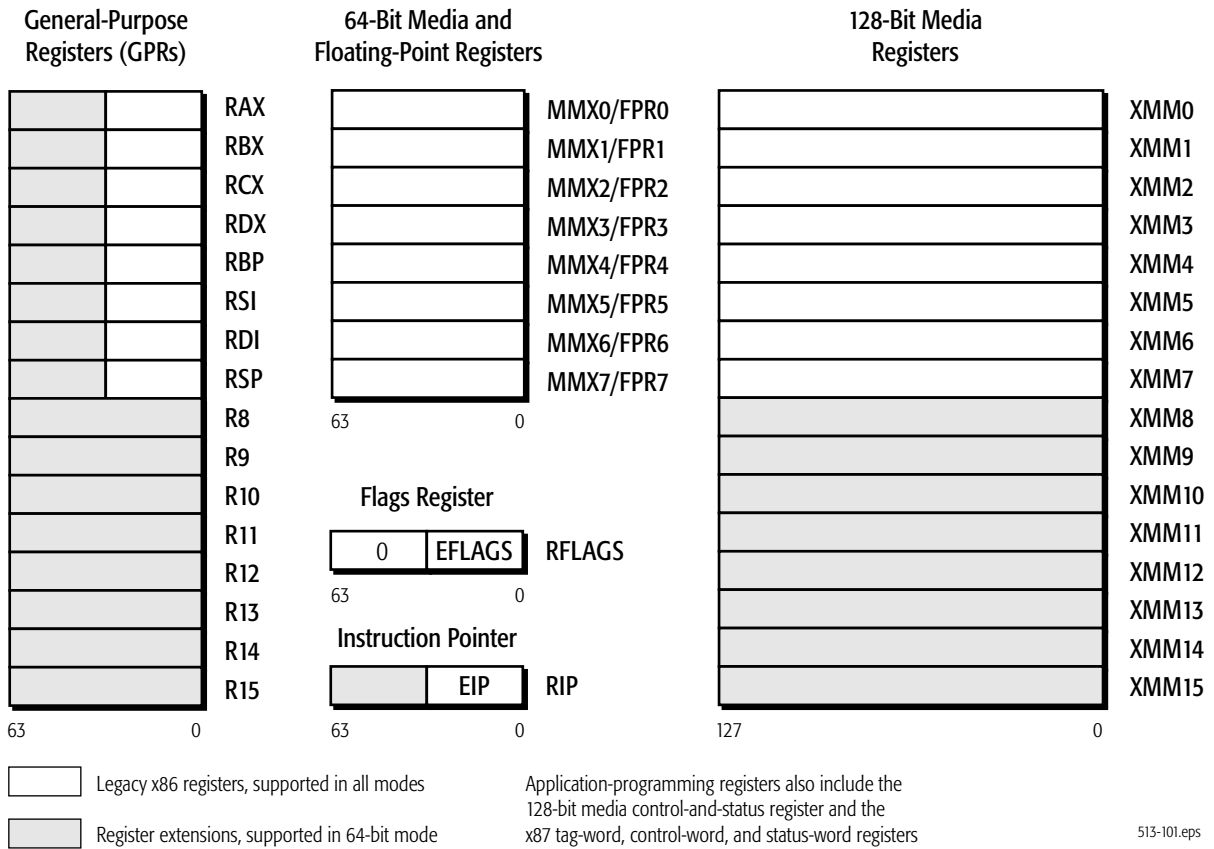 General-Purpose
Registers (GPRs)
RAX
RBX
RCX
RDX
RBP
RSI
RDI
RSP
R8
R9
R10
R11
R12
R13
R14
R15
63 0
64-Bit Media and
Floating-Point Registers
MMX0/FPR0
MMX1/FPR1
MMX2/FPR2
MMX3/FPR3
MMX4/FPR4
MMX5/FPR5
MMX6/FPR6
MMX7/FPR7
63 0
Flags Register
0 EFLAGS RFLAGS
63 0
Instruction Pointer
EIP RIP
63 0
128-Bit Media
Registers
XMM0
XMM1
XMM2
XMM3
XMM4
XMM5
XMM6
XMM7
XMM8
XMM9
XMM10
XMM11
XMM12
XMM13
XMM14
XMM15
127 0
Legacy x86 registers, supported in all modes
Register extensions, supported in 64-bit mode
Application-programming registers also include the
128-bit media control-and-status register and the
x87 tag-word, control-word, and status-word registers
513-101.eps